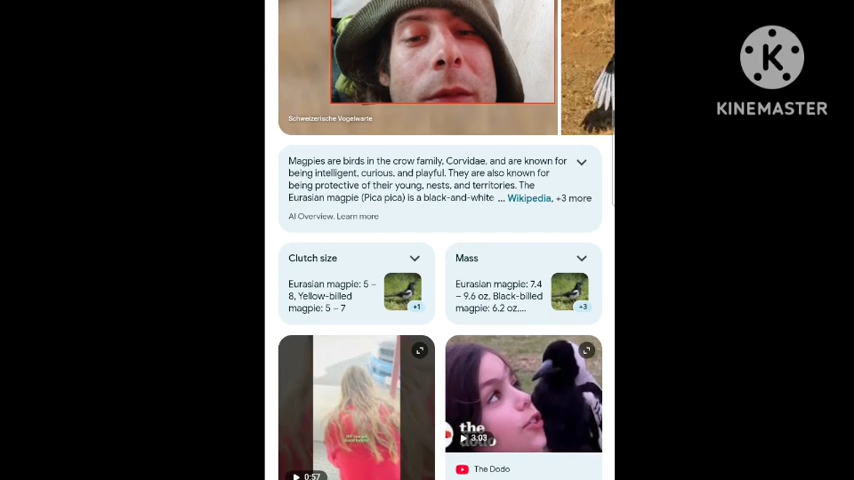 KINEMASTER
Schweizerische Vogelwarte
Magpies are birds in the crow family, Corvidae, and are known for
being intelligent, curious, and playful. They are also known for
being protective of their young, nests, and territories. The
Eurasian magpie (Pica pica) is a black-and-white ... Wikipedia, +3 more
AI Overview. Learn more
Clutch size
Eurasian magpie: 5 –
8, Yellow-billed
magpie: 5 – 7
+1
Mass
Eurasian magpie: 7.4
– 9.6 oz, Black-billed
magpie: 6.2 oz,...
+3
0:57
the
dodo
3:03
The Dodo